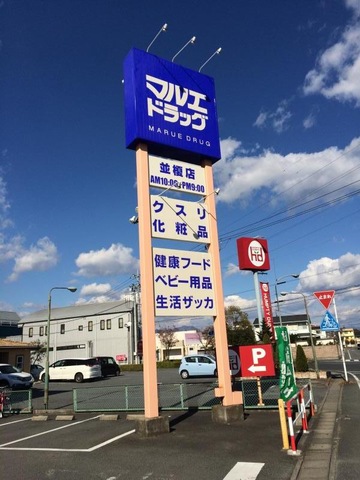 マルエ
ドラッグ
MARUE DRUG
並榎店
AM10:00›PM9:00
クスリ
化粧品
健康フード
ベビー用品
生活ザッカ
P